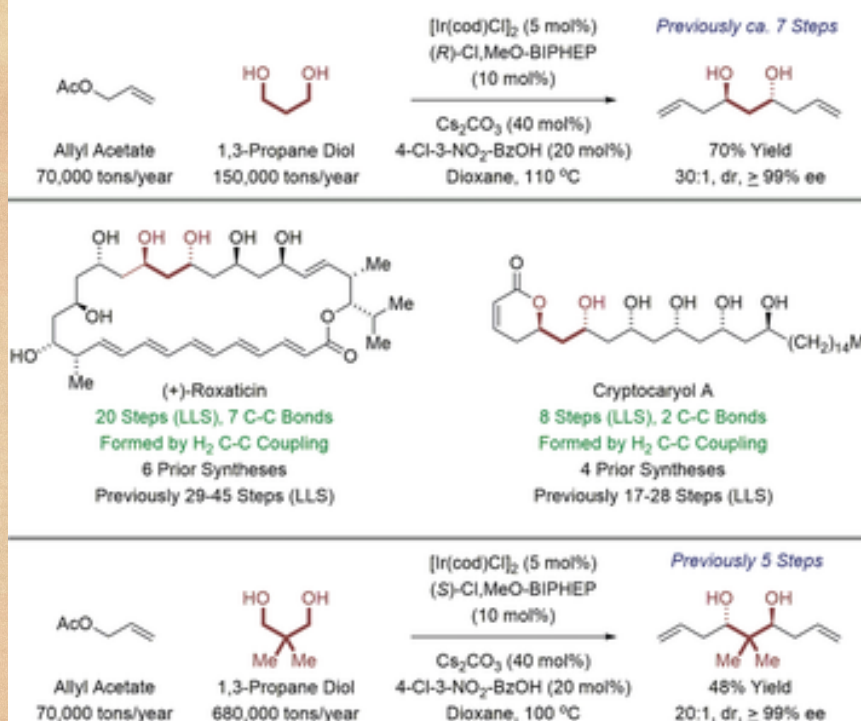 [Ir(cod)Cl]2 (5 mol%)
(R)-Cl,MeO-BIPHEP
(10 mol%)
Previously ca. 7 Steps
AcO
HO OH
Cs2CO3 (40 mol%)
4-Cl-3-NO2-BzOH (20 mol%)
Dioxane, 110 ºC
HO OH
Allyl Acetate
70,000 tons/year
1,3-Propane Diol
150,000 tons/year
70% Yield
30:1, dr, ≥ 99% ee
OH OH OH OH OH
Me
OH
O
Me
HO
O
Me
Me
(+)-Roxaticin
20 Steps (LLS), 7 C-C Bonds
Formed by H2 C-C Coupling
6 Prior Syntheses
Previously 29-45 Steps (LLS)
O
O OH OH OH OH OH
(CH2)14M
Cryptocaryol A
8 Steps (LLS), 2 C-C Bonds
Formed by H2 C-C Coupling
4 Prior Syntheses
Previously 17-28 Steps (LLS)
[Ir(cod)Cl]2 (5 mol%)
(S)-Cl,MeO-BIPHEP
(10 mol%)
Previously 5 Steps
AcO
HO OH
Me Me
Cs2CO3 (40 mol%)
4-Cl-3-NO2-BzOH (20 mol%)
Dioxane, 100 ºC
HO OH
Me Me
Allyl Acetate
70,000 tons/year
1,3-Propane Diol
680,000 tons/year
48% Yield
20:1, dr, ≥ 99% ee